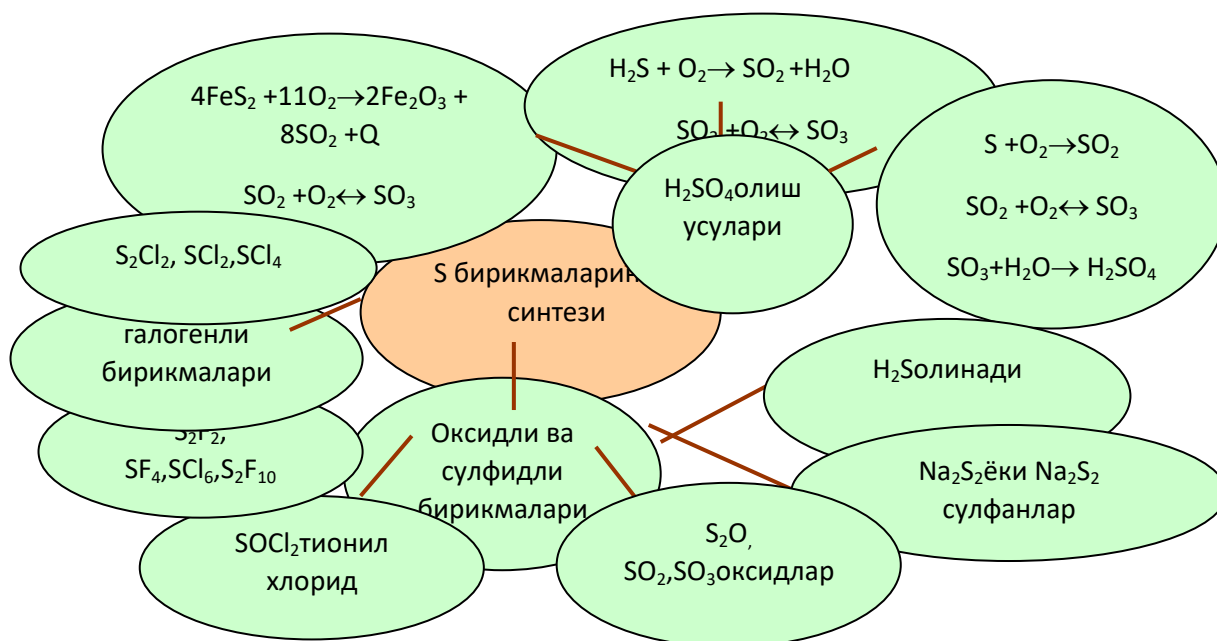 4FeS₂ +11O₂→2Fe₂O₃ +
8SO₂ +Q
SO₂ +O₂↔ SO₃
H₂S + O₂→ SO₂ +H₂O
SO₂ +O₂↔ SO₃
S +O₂→SO₂
SO₂ +O₂↔ SO₃
SO₃+H₂O→ H₂SO₄
H₂SO₄олиш
усулари
S₂Cl₂, SCl₂,SCl₄
S бирикмаларин
синтези
галогенли
бирикмалари
S₂F₂,
SF₄,SCl₆,S₂F₁₀
Оксидли ва
сулфидли
бирикмалари
H₂Sолинади
Na₂S₂ёки Na₂S₂
сулфанлар
SOCl₂тионил
хлорид
S₂O,
SO₂,SO₃оксидлар